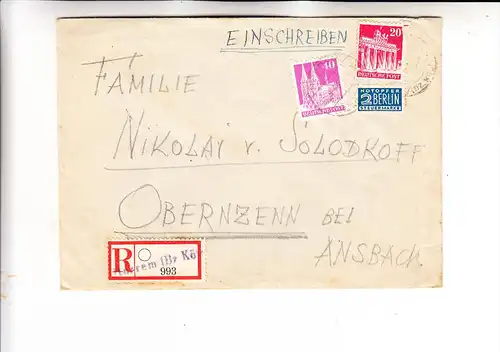 EINSCHREIBEN
20
DEUTSCHE POST
40
DEUTSCHE POST
NOTOPFER
2 BERLIN
STEUERMARKE
FAMILIE
NIKOLAI v. SOLODKOFF
OBERNZENN BEI
ANSBACH.
R
993